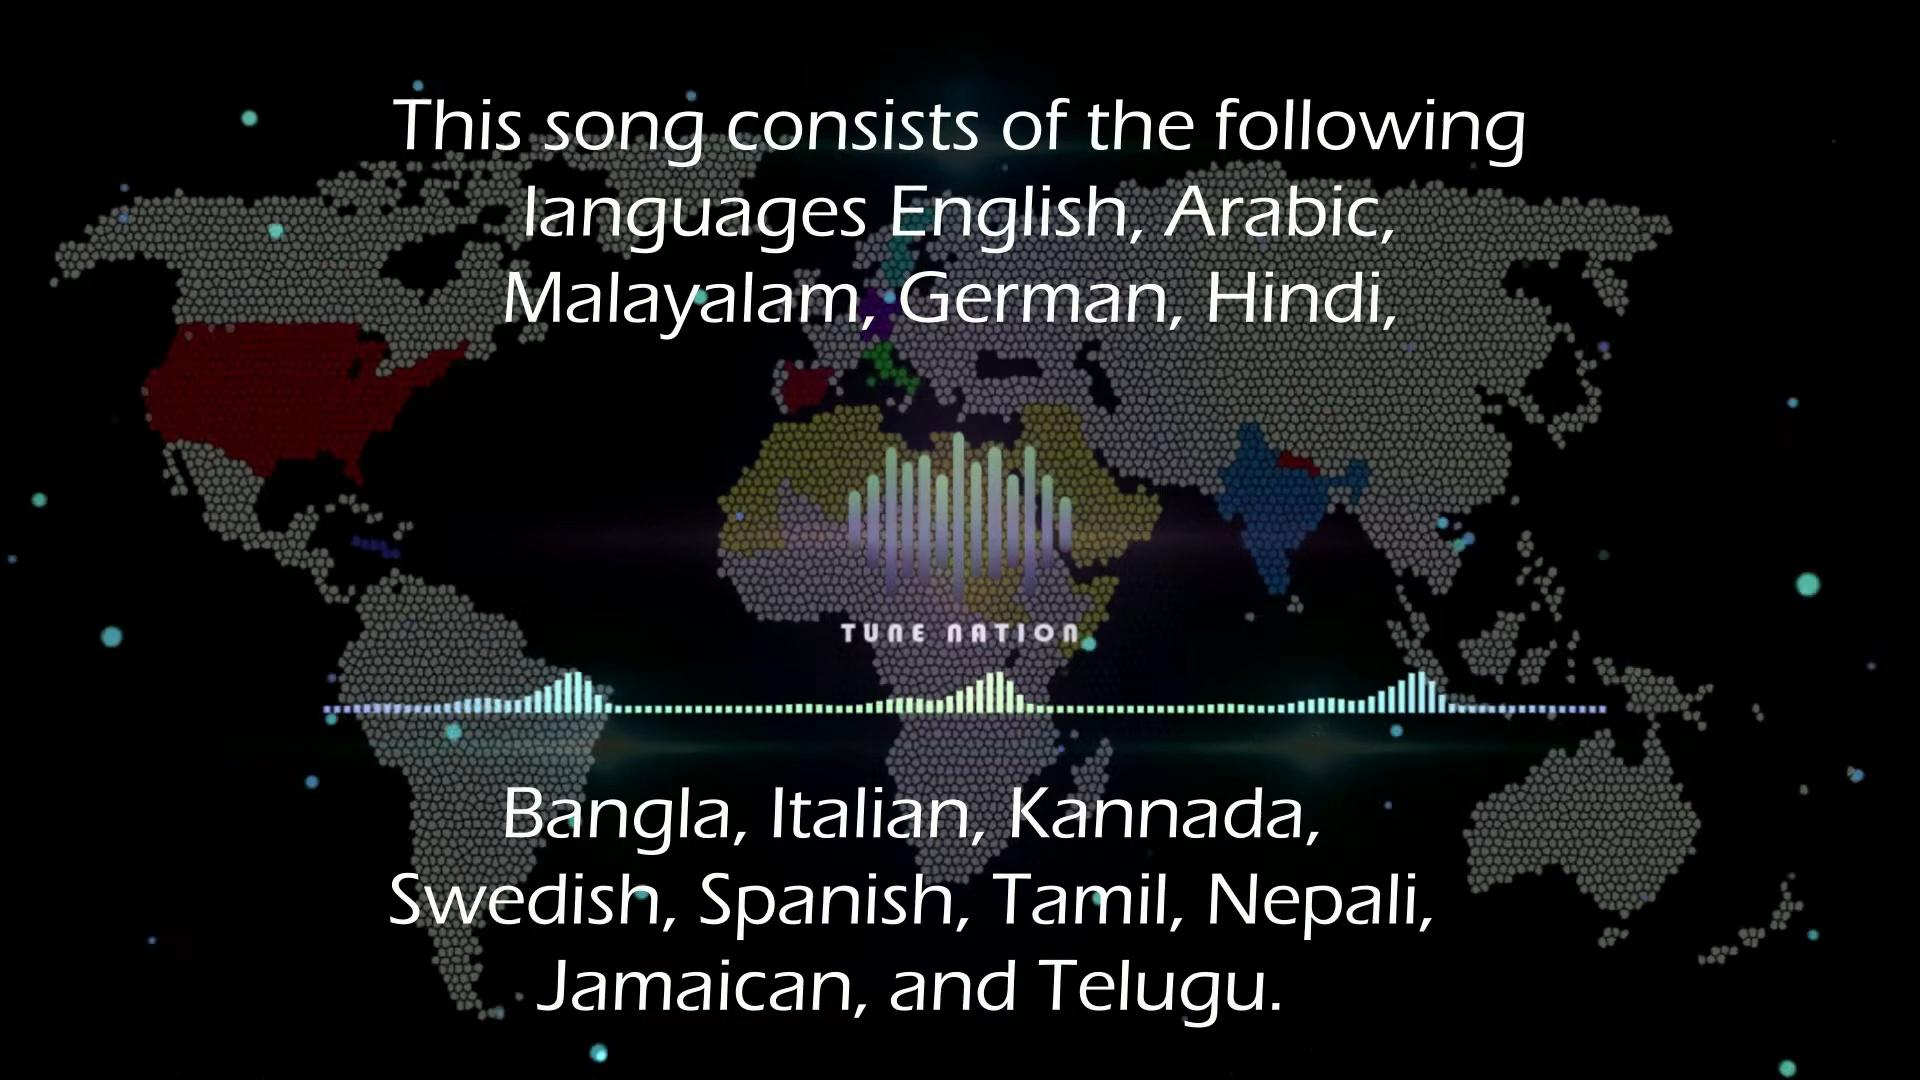 This song consists of the following
languages English, Arabic,
Malayalam, German, Hindi,
TUNE NATION
Bangla, Italian, Kannada,
Swedish, Spanish, Tamil, Nepali,
Jamaican, and Telugu.